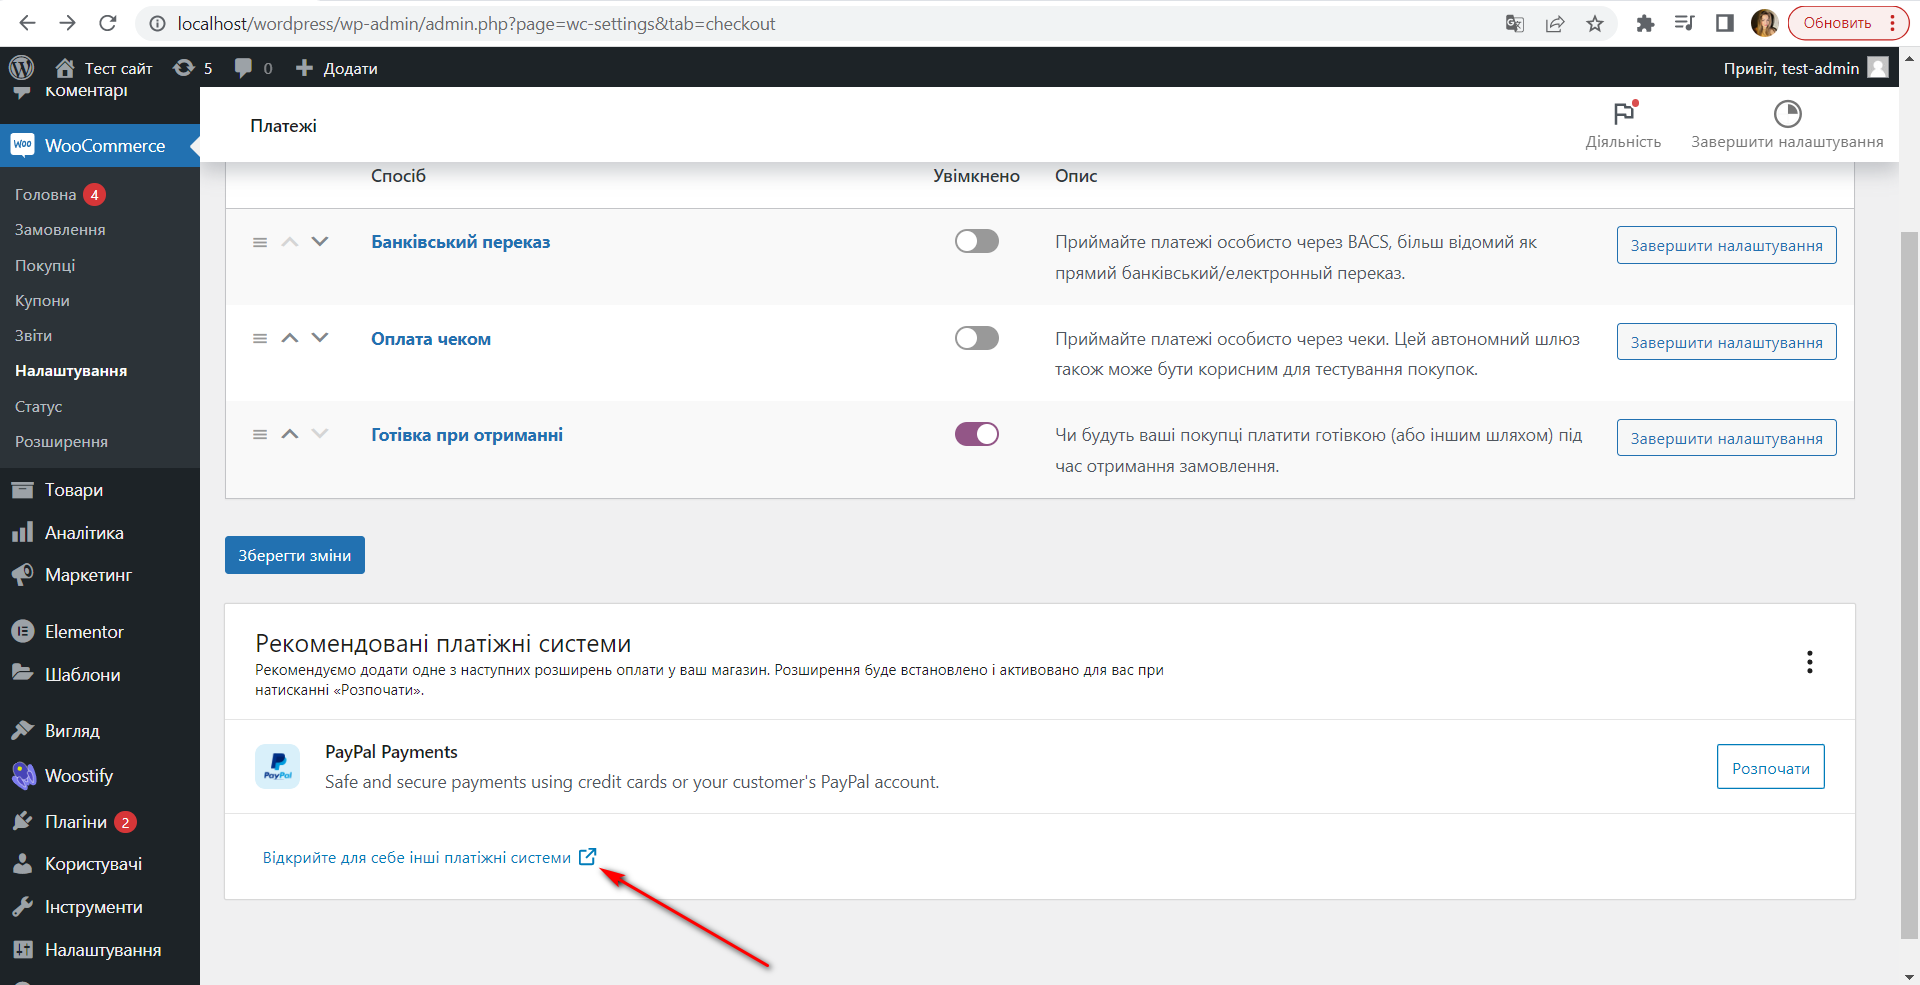 localhost/wordpress/wp-admin/admin.php?page=wc-settings&tab=checkout
Обновить
Тест сайт
5
0
Додати
Привіт, test-admin
Коментарі
WooCommerce
Головна 4
Замовлення
Покупці
Купони
Звіти
Налаштування
Статус
Розширення
Товари
Аналітика
Маркетинг
Elementor
Шаблони
Вигляд
Woostify
Плагіни 2
Користувачі
Інструменти
Налаштування
Платежі
Діяльність
Завершити налаштування
Спосіб
Увімкнено
Опис
Банківський переказ
Приймайте платежі особисто через BACS, більш відомий як
прямий банківський/електронный переказ.
Завершити налаштування
Оплата чеком
Приймайте платежі особисто через чеки. Цей автономний шлюз
також може бути корисним для тестування покупок.
Завершити налаштування
Готівка при отриманні
Чи будуть ваші покупці платити готівкою (або іншим шляхом) під
час отримання замовлення.
Завершити налаштування
Зберегти зміни
Рекомендовані платіжні системи
Рекомендуємо додати одне з наступних розширень оплати у ваш магазин. Розширення буде встановлено і активовано для вас при
натисканні «Розпочати».
PayPal
PayPal Payments
Safe and secure payments using credit cards or your customer's PayPal account.
Розпочати
Відкрийте для себе інші платіжні системи